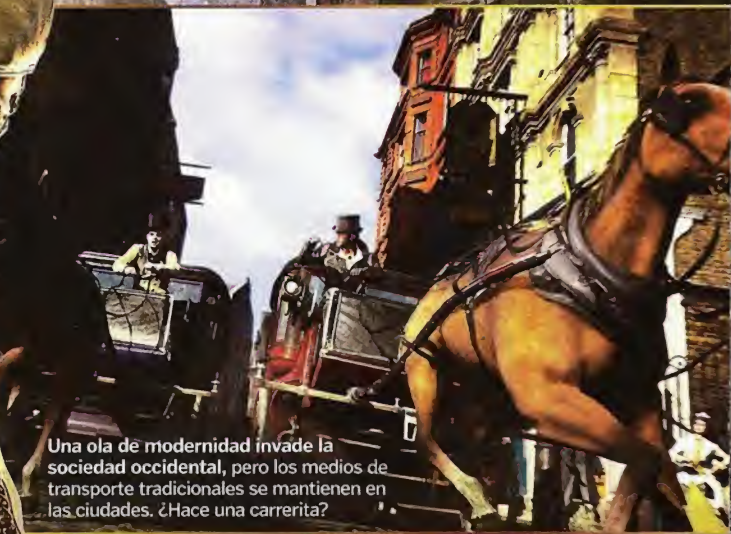 Una ola de modernidad invade la
sociedad occidental, pero los medios de
transporte tradicionales se mantienen en
las ciudades. ¿Hace una carrerita?